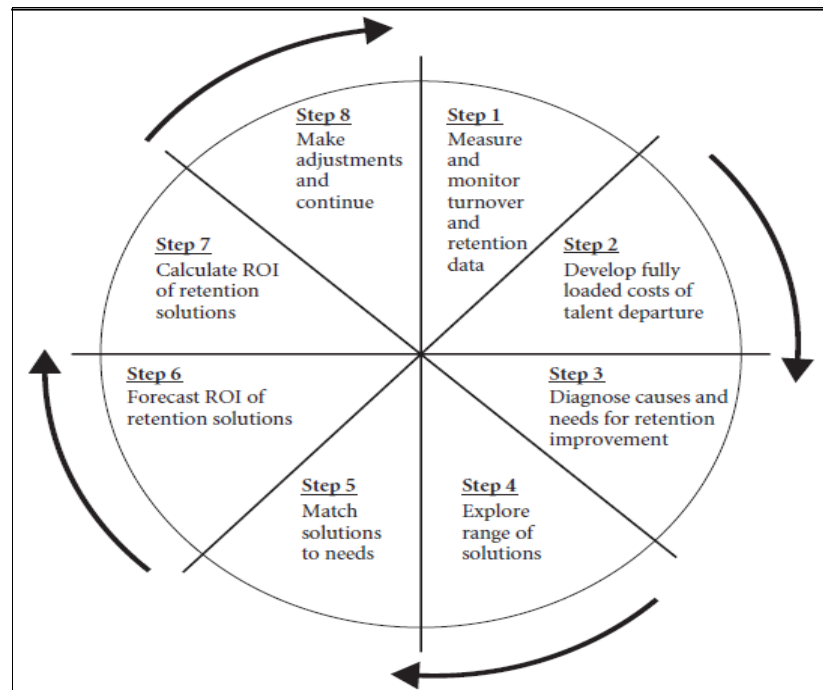 Step 1
Measure
and
monitor
turnover
and
retention
data
Step 2
Develop fully
loaded costs of
talent departure
Step 3
Diagnose causes and
needs for retention
improvement
Step 4
Explore
range of
solutions
Step 5
Match
solutions
to needs
Step 6
Forecast ROI of
retention solutions
Step 7
Calculate ROI
of retention
solutions
Step 8
Make
adjustments
and
continue